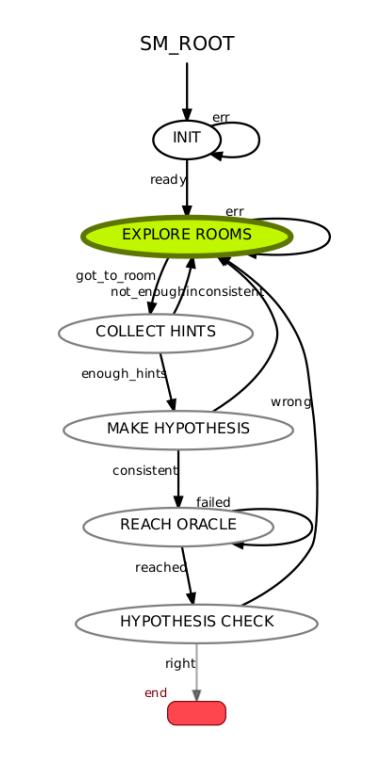 SM_ROOT
err
INIT
ready
err
EXPLORE ROOMS
got_to_room
not_enough
inconsistent
COLLECT HINTS
enough_hints
MAKE HYPOTHESIS
wrong
consistent
failed
REACH ORACLE
reached
HYPOTHESIS CHECK
right
end